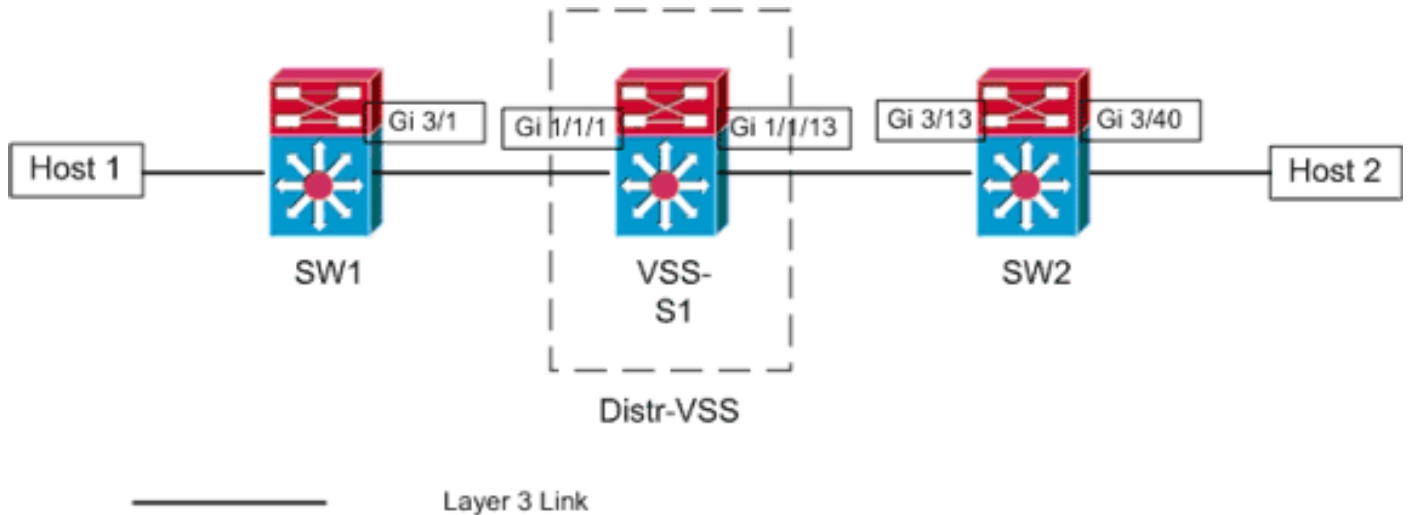 Gi 3/1
Gi 1/1/1
Gi 1/1/13
Gi 3/13
Gi 3/40
Host 1
Host 2
SW1
VSS-
S1
SW2
Distr-VSS
Layer 3 Link